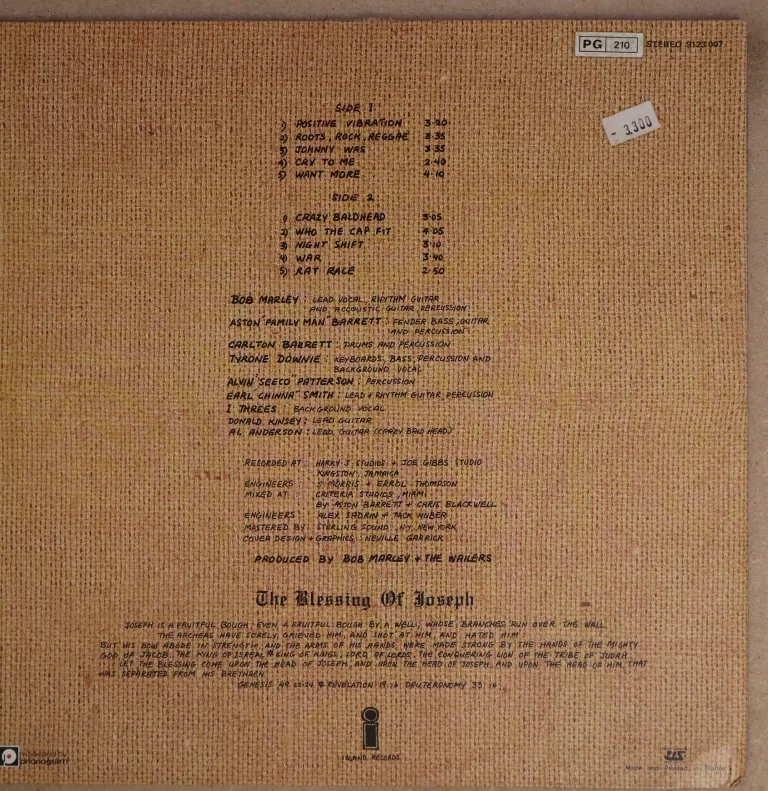 PG 210 STEREO 9123 007
- 3.300
SIDE 1
1) POSITIVE VIBRATION 3·20
2) ROOTS, ROCK, REGGAE 3·35
3) JOHNNY WAS 3·35
4) CRY TO ME 2·40
5) WANT MORE 4·10
SIDE 2
1) CRAZY BALDHEAD 3·05
2) WHO THE CAP FIT 4·05
3) NIGHT SHIFT 3·10
4) WAR 3·40
5) RAT RACE 2·50
BOB MARLEY : LEAD VOCAL, RHYTHM GUITAR
AND, ACCOUSTIC GUITAR, PERCUSSION
ASTON "FAMILY MAN" BARRETT : FENDER BASS, GUITAR
AND PERCUSSION
CARLTON BARRETT : DRUMS AND PERCUSSION
TYRONE DOWNIE : KEYBOARDS, BASS, PERCUSSION AND
BACKGROUND VOCAL
ALVIN "SEECO" PATTERSON : PERCUSSION
EARL "CHINNA" SMITH : LEAD + RHYTHM GUITAR, PERCUSSION
I THREES : BACKGROUND VOCAL
DONALD KINSEY : LEAD GUITAR
AL ANDERSON : LEAD GUITAR (CRAZY BALD HEAD)
RECORDED AT : HARRY J STUDIOS + JOE GIBBS STUDIO
KINGSTON, JAMAICA
ENGINEERS S MORRIS + ERROL THOMPSON
MIXED AT : CRITERIA STUDIOS, MIAMI
BY ASTON BARRETT + CHRIS BLACKWELL
ENGINEERS ALEX SADKIN + JACK NUBER
MASTERED BY STERLING SOUND, NY, NEW YORK
COVER DESIGN + GRAPHICS : NEVILLE GARRICK
PRODUCED BY BOB MARLEY + THE WAILERS
The Blessing Of Joseph
JOSEPH IS A FRUITFUL BOUGH, EVEN A FRUITFUL BOUGH BY A WELL, WHOSE BRANCHES RUN OVER THE WALL
THE ARCHERS HAVE SORELY GRIEVED HIM, AND SHOT AT HIM, AND HATED HIM
BUT HIS BOW ABODE IN STRENGTH, AND THE ARMS OF HIS HANDS, WERE MADE STRONG BY THE HANDS OF THE MIGHTY
GOD OF JACOB. THE KING OF ISREAL KING OF KINGS, LORD OF LORDS, THE CONQUERING LION OF THE TRIBE OF JUDAH
LET THE BLESSING COME UPON THE HEAD OF JOSEPH, AND UPON THE HEAD OF JOSEPH, AND UPON THE HEAD OF HIM, THAT
WAS SEPARATED FROM HIS BRETHREN
GENESIS 49 22-24 REVELATION 19·16 DEUTERONOMY 33 16
ISLAND RECORDS
phonogram
Made and Printed in